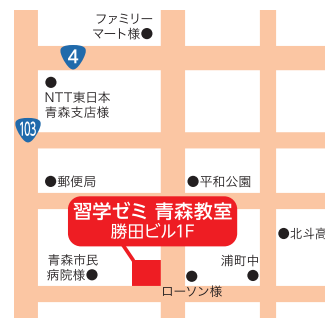 ファミリー
マート様●
4
NTT東日本
青森支店様
103
●郵便局
●平和公園
習学ゼミ 青森教室
勝田ビル1F
●北斗高
青森市民
病院様●
浦町中
ローソン様